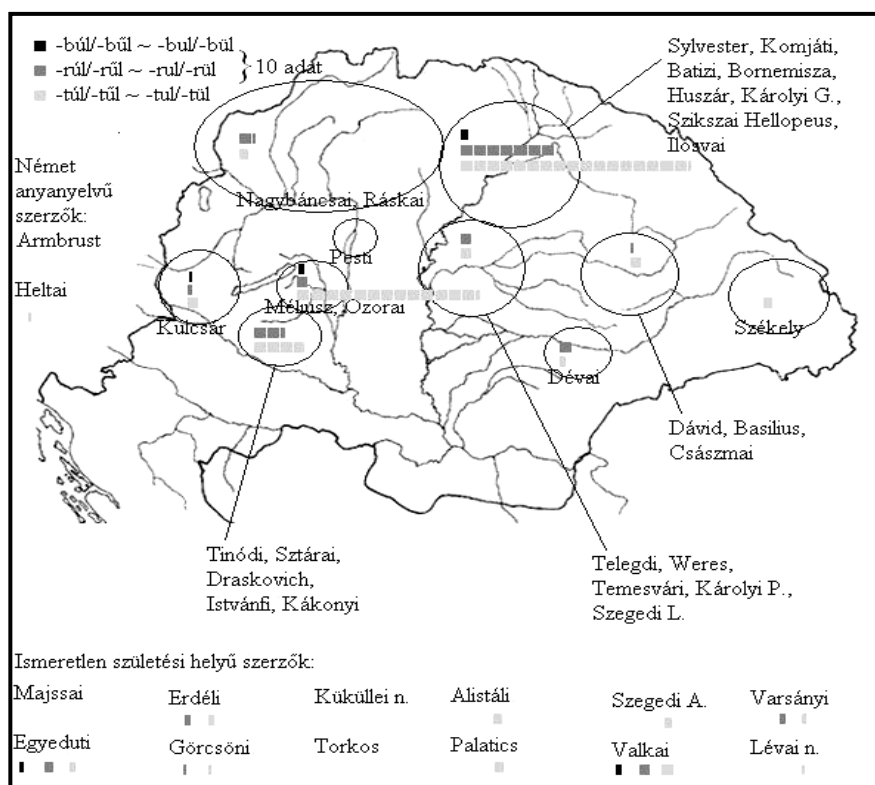 -búl/-bűl ~ -bul/-bül
-rúl/-rűl ~ -rul/-rül
-túl/-tűl ~ -tul/-tül
10 adat
Sylvester, Komjáti,
Batizi, Bornemisza,
Huszár, Károlyi G.,
Szikszai Hellopeus,
Ilosvai
Német
anyanyelvű
szerzők:
Armbrust
Heltai
Nagybáncsai, Ráskai
Pesti
Méliusz, Ozorai
Kulcsár
Székely
Dévai
Dávid, Basilius,
Császmai
Tinódi, Sztárai,
Draskovich,
Istvánfi, Kákonyi
Telegdi, Weres,
Temesvári, Károlyi P.,
Szegedi L.
Ismeretlen születési helyű szerzők:
Majssai Erdéli Küküllei n. Alistáli Szegedi A. Varsányi
Egyeduti Görcsöni Torkos Palatics Valkai Lévai n.